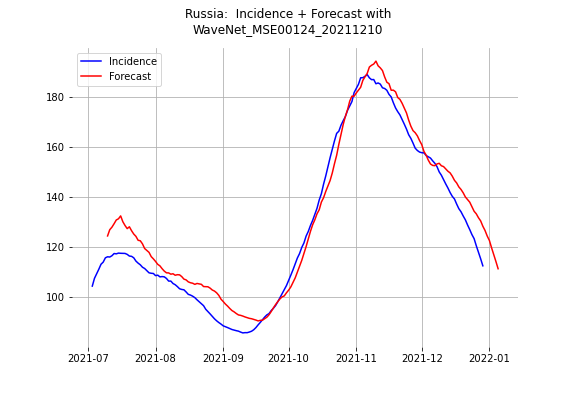 Russia:  Incidence + Forecast with
WaveNet_MSE00124_20211210
Incidence
Forecast
180
160
140
120
100
2021-07 2021-08 2021-09 2021-10 2021-11 2021-12 2022-01